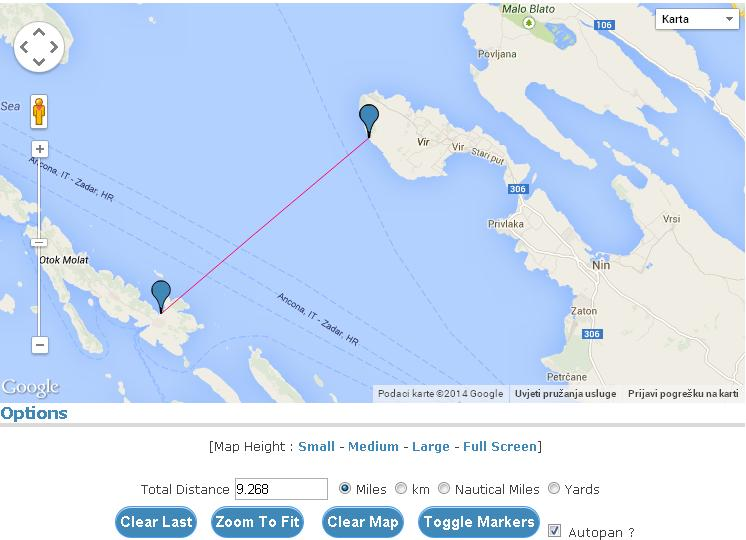 Malo Blato
106
Karta
Povljana
Sea
Vir
Vir
Stari put
Ancona, IT - Zadar, HR
306
Privlaka
Vrsi
Otok Molat
Nin
Ancona, IT - Zadar, HR
Zaton
306
Petrčane
Google
Podaci karte ©2014 Google
Uvjeti pružanja usluge
Prijavi pogrešku na karti
Options
[Map Height : Small - Medium - Large - Full Screen]
Total Distance 9.268 Miles km Nautical Miles Yards
Clear Last Zoom To Fit Clear Map Toggle Markers Autopan ?